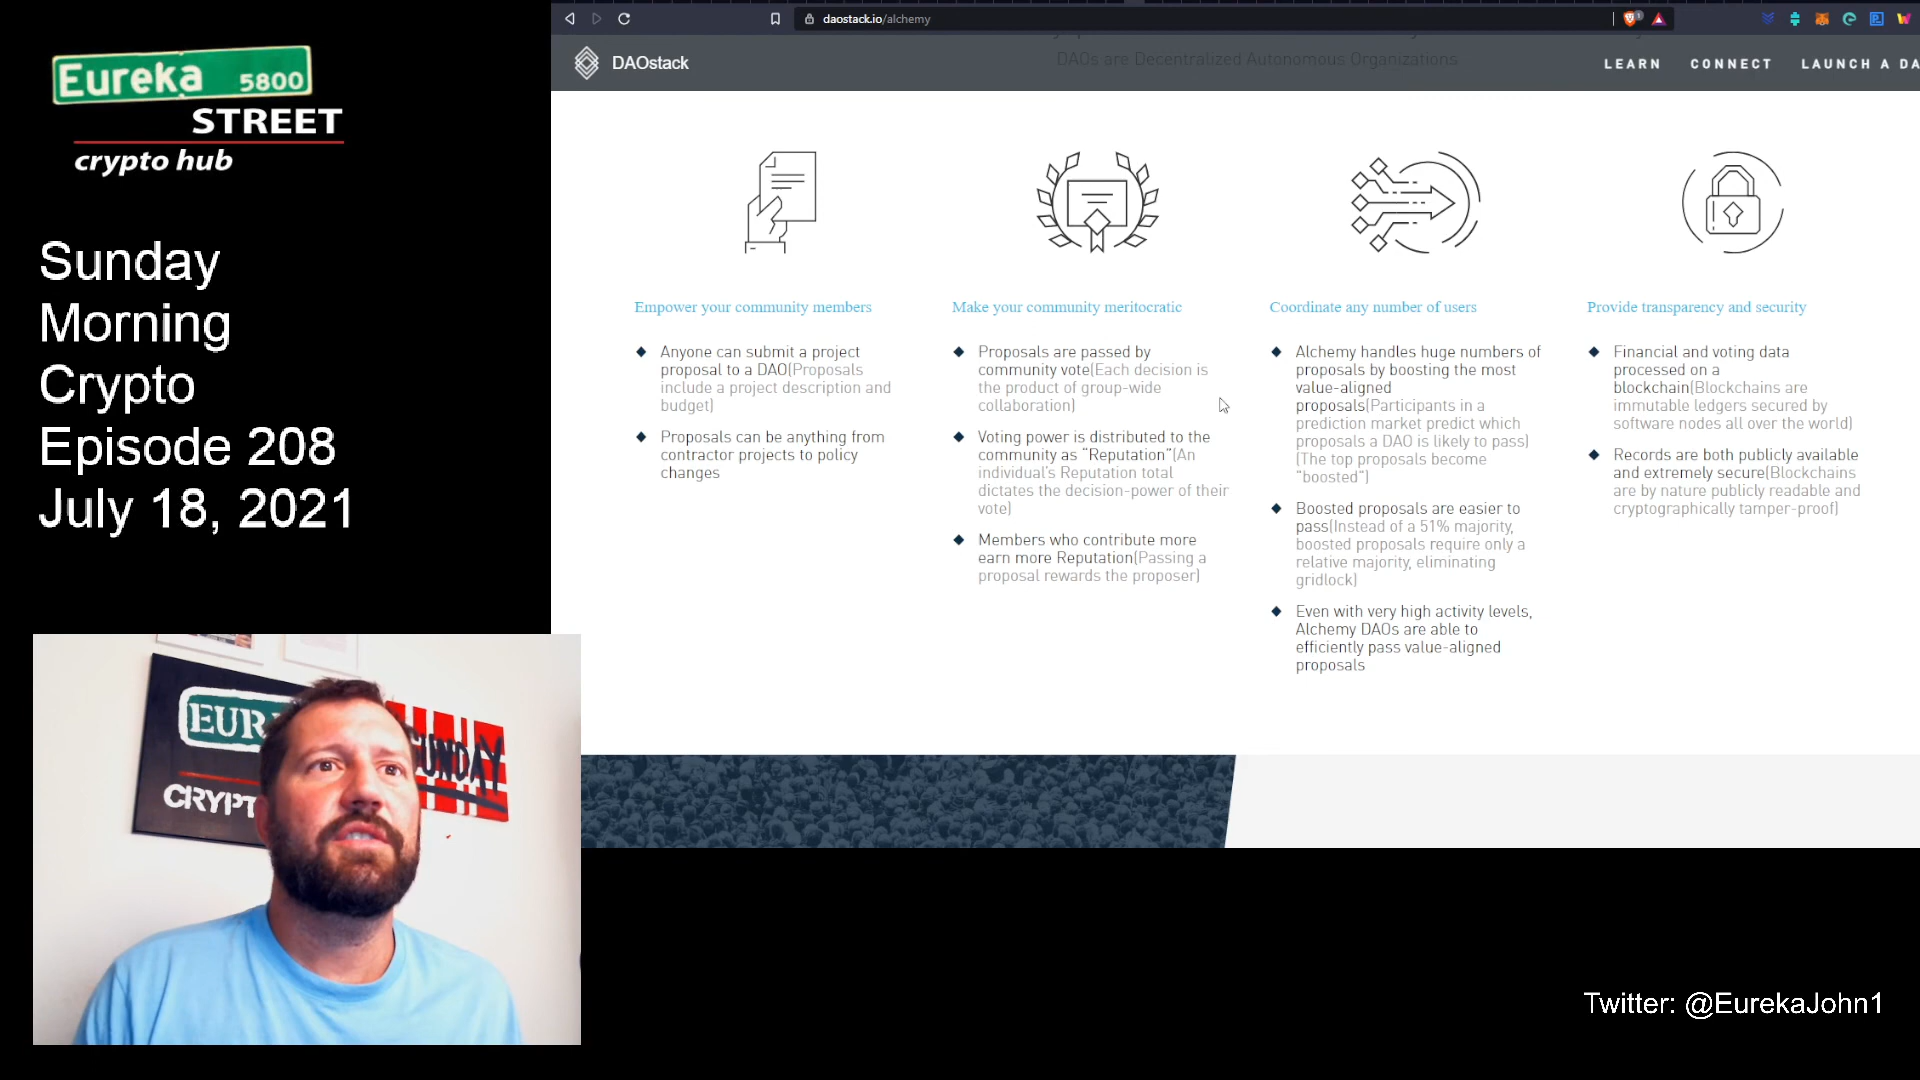 Eureka 5800
STREET
crypto hub
Sunday
Morning
Crypto
Episode 208
July 18, 2021
daostack.io/alchemy
DAOstack
DAOs are Decentralized Autonomous Organizations
LEARN
CONNECT
LAUNCH A DA
Empower your community members
Anyone can submit a project
proposal to a DAO(Proposals
include a project description and
budget)
Proposals can be anything from
contractor projects to policy
changes
Make your community meritocratic
Proposals are passed by
community vote(Each decision is
the product of group-wide
collaboration)
Voting power is distributed to the
community as "Reputation"(An
individual's Reputation total
dictates the decision-power of their
vote)
Members who contribute more
earn more Reputation(Passing a
proposal rewards the proposer)
Coordinate any number of users
Alchemy handles huge numbers of
proposals by boosting the most
value-aligned
proposals(Participants in a
prediction market predict which
proposals a DAO is likely to pass)
(The top proposals become
"boosted")
Boosted proposals are easier to
pass(Instead of a 51% majority,
boosted proposals require only a
relative majority, eliminating
gridlock)
Even with very high activity levels,
Alchemy DAOs are able to
efficiently pass value-aligned
proposals
Provide transparency and security
Financial and voting data
processed on a
blockchain(Blockchains are
immutable ledgers secured by
software nodes all over the world)
Records are both publicly available
and extremely secure(Blockchains
are by nature publicly readable and
cryptographically tamper-proof)
EUR
CRYPT
SUNDAY
Twitter: @EurekaJohn1